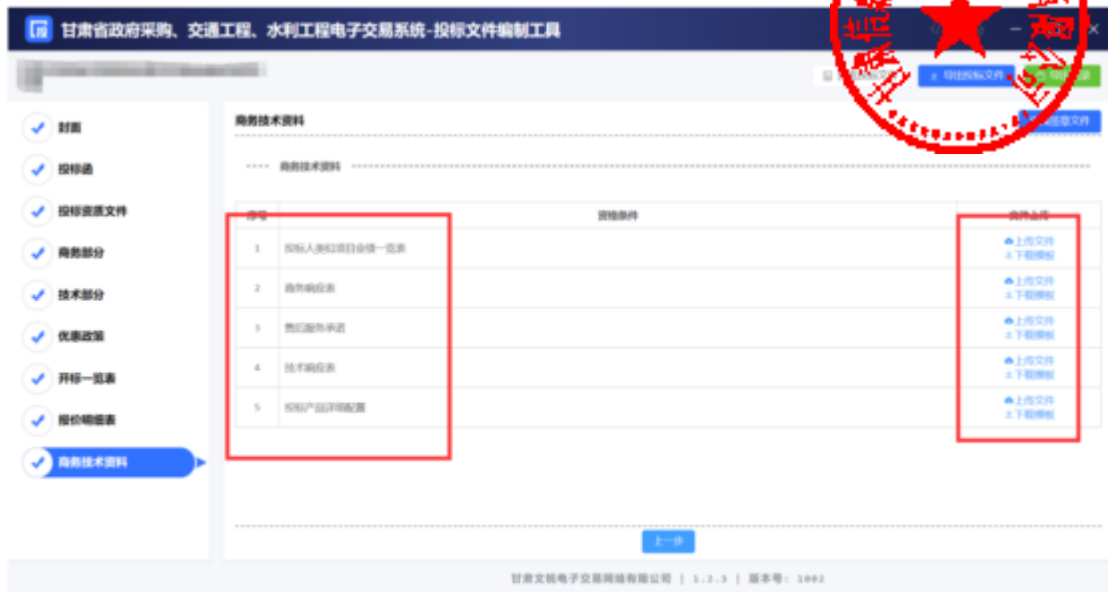 甘肃省政府采购、交通工程、水利工程电子交易系统-投标文件编制工具
导出投标文件
封面
商务技术资料
投标函
商务技术资料
投标资质文件
序号 资格条件 文件上传
商务部分
1 投标人类似项目业绩一览表 上传文件
下载模板
技术部分
2 商务响应表 上传文件
下载模板
优惠政策
3 售后服务承诺 上传文件
下载模板
开标一览表
4 技术响应表 上传文件
下载模板
报价明细表
5 投标产品详细配置 上传文件
下载模板
商务技术资料
上一步
甘肃文锐电子交易网络有限公司 | 1.2.3 | 版本号: 1002